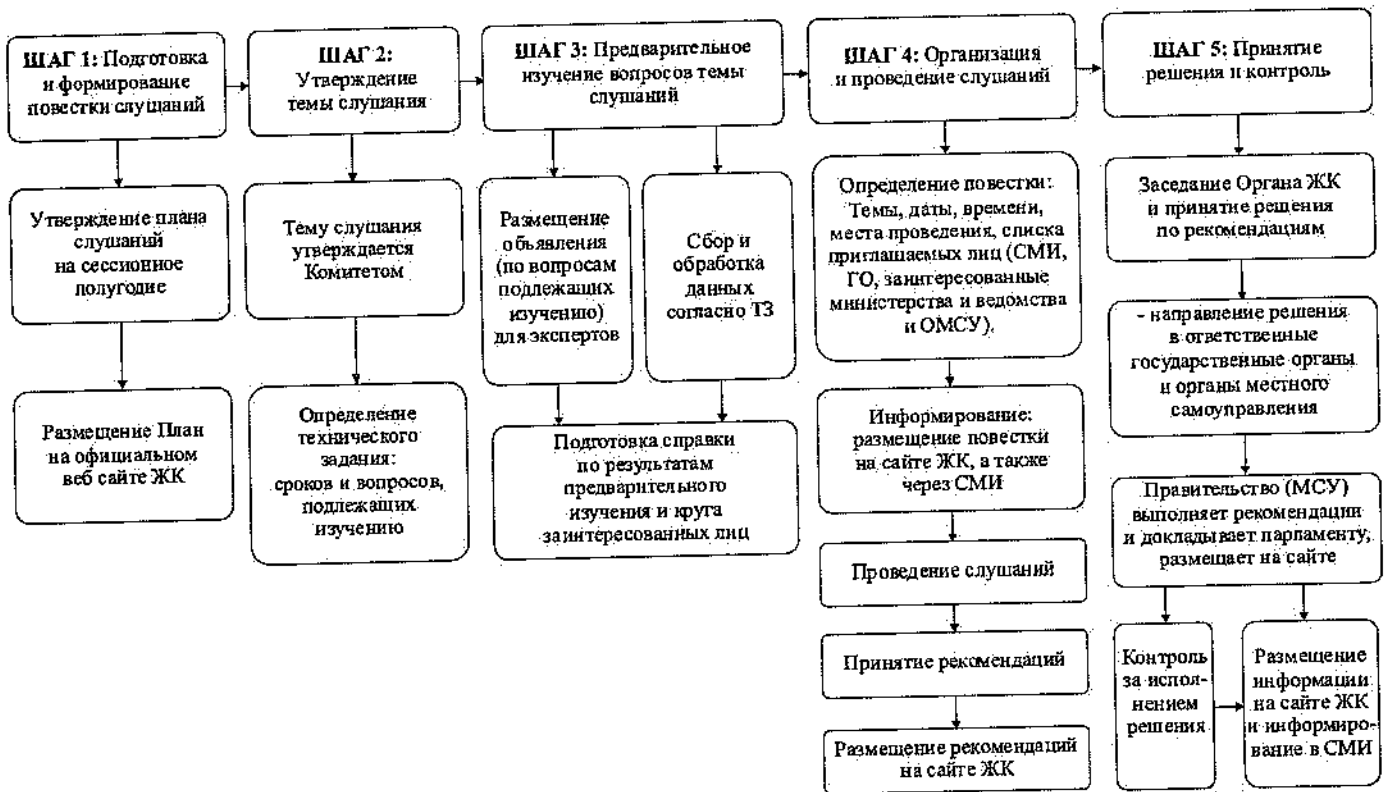 ШАГ 1: Подготовка
и формирование
повестки слушаний
Утверждение плана
слушаний
на сессионное
полугодие
Размещение План
на официальном
веб сайте ЖК
ШАГ 2:
Утверждение
темы слушания
Тему слушания
утверждается
Комитетом
Определение
технического
задания:
сроков и вопросов,
подлежащих
изучению
ШАГ 3: Предварительное
изучение вопросов темы
слушаний
Размещение
объявления
(по вопросам
подлежащих
изучению)
для экспертов
Сбор и
обработка
данных
согласно ТЗ
Подготовка справки
по результатам
предварительного
изучения и круга
заинтересованных лиц
ШАГ 4: Организация
и проведение слушаний
Определение повестки:
Темы, даты, времени,
места проведения, списка
приглашаемых лиц (СМИ,
ГО, заинтересованные
министерства и ведомства
и ОМСУ).
Информирование:
размещение повестки
на сайте ЖК, а также
через СМИ
Проведение слушаний
Принятие рекомендаций
Размещение рекомендаций
на сайте ЖК
ШАГ 5: Принятие
решения и контроль
Заседание Органа ЖК
и принятие решения
по рекомендациям
- направление решения
в ответственные
государственные органы
и органы местного
самоуправления
Правительство (МСУ)
выполняет рекомендации
и докладывает парламенту,
размещает на сайте
Контроль
за испол-
нением
решения
Размещение
информации
на сайте ЖК
и информиро-
вание в СМИ